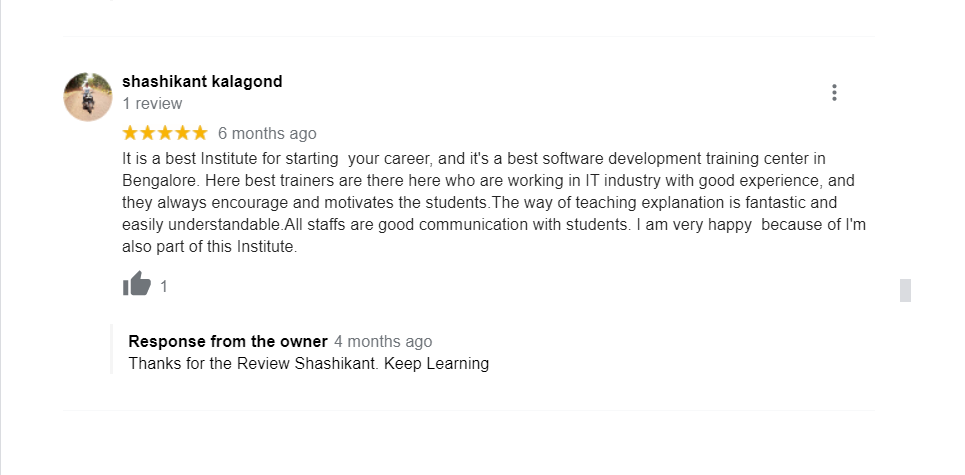 shashikant kalagond
1 review
6 months ago
It is a best Institute for starting  your career, and it's a best software development training center in
Bengalore. Here best trainers are there here who are working in IT industry with good experience, and
they always encourage and motivates the students.The way of teaching explanation is fantastic and
easily understandable.All staffs are good communication with students. I am very happy  because of I'm
also part of this Institute.
1
Response from the owner 4 months ago
Thanks for the Review Shashikant. Keep Learning